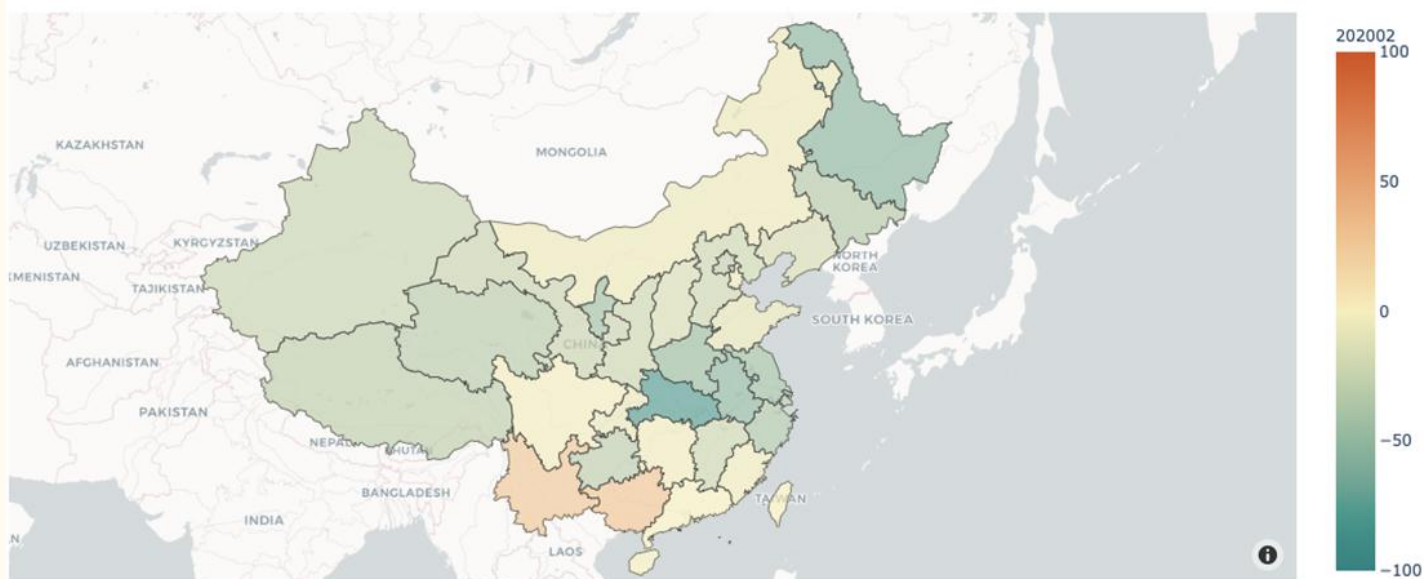 202002
100
50
0
−50
−100
KAZAKHSTAN
MONGOLIA
UZBEKISTAN
KYRGYZSTAN
KMENISTAN
TAJIKISTAN
NORTH
KOREA
SOUTH KOREA
CHINA
AFGHANISTAN
PAKISTAN
NEPAL
BHUTAN
BANGLADESH
TAIWAN
INDIA
LAOS
N.
i